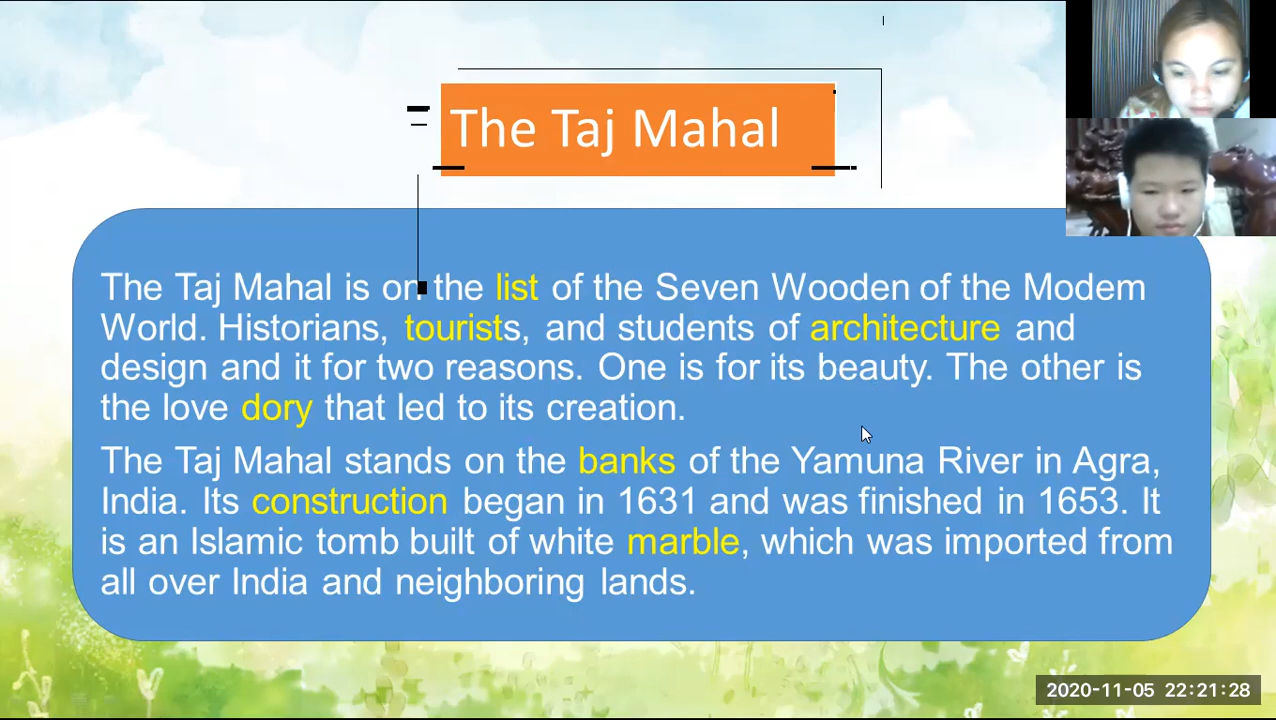 The Taj Mahal
The Taj Mahal is on the list of the Seven Wooden of the Modem
World. Historians, tourists, and students of architecture and
design and it for two reasons. One is for its beauty. The other is
the love dory that led to its creation.
The Taj Mahal stands on the banks of the Yamuna River in Agra,
India. Its construction began in 1631 and was finished in 1653. It
is an Islamic tomb built of white marble, which was imported from
all over India and neighboring lands.
2020-11-05 22:21:28